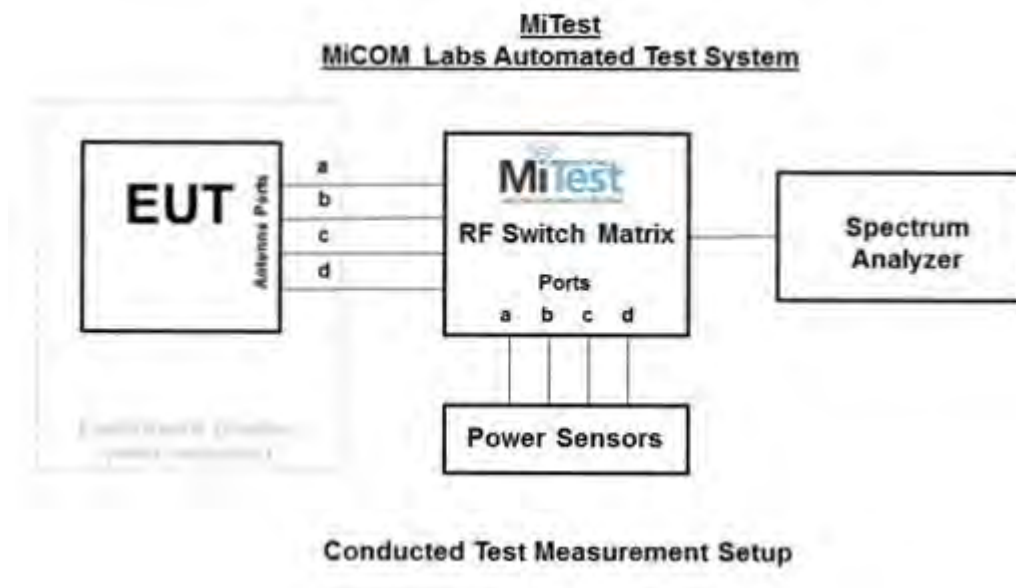 MiTest
MiCOM Labs Automated Test System
EUT
Antenna Ports
a
b
c
d
MiTest
RF Switch Matrix
Ports
a b c d
Spectrum
Analyzer
Power Sensors
Conducted Test Measurement Setup